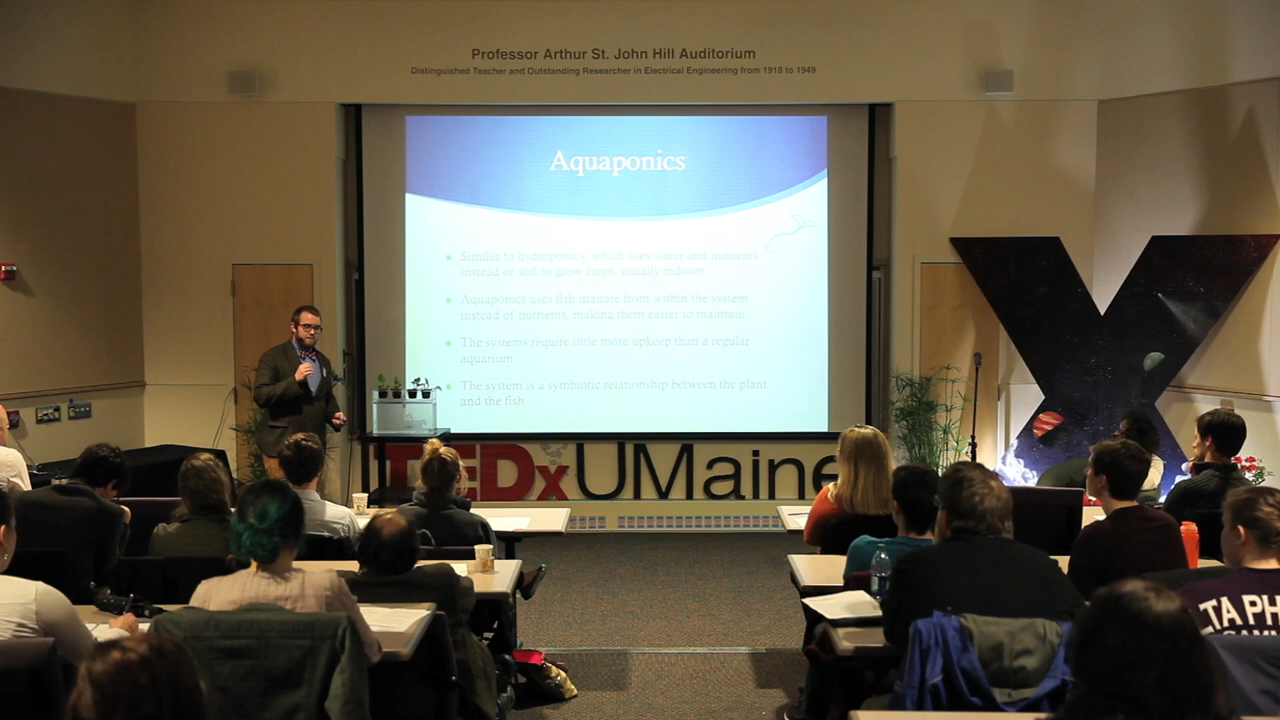 Professor Arthur St. John Hill Auditorium
Distinguished Teacher and Outstanding Researcher in Electrical Engineering from 1918 to 1949
Aquaponics
Similar to hydroponics, which uses water and nutrients
instead of soil to grow crops, usually indoors
Aquaponics uses fish manure from within the system
instead of nutrients, making them easier to maintain
The systems require little more upkeep than a regular
aquarium
The system is a symbiotic relationship between the plant
and the fish
TEDxUMaine
X
TA PH
GAMM